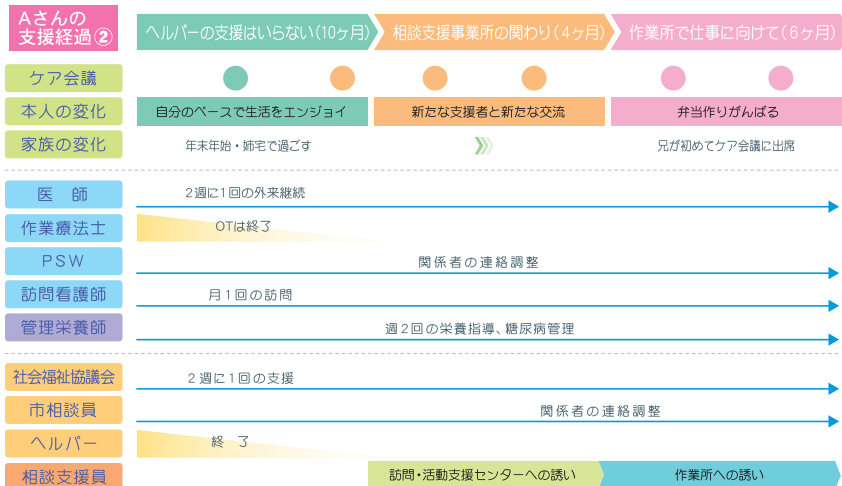 Aさんの
支援経過②
ヘルパーの支援はいらない(10ヶ月)
相談支援事業所の関わり(4ヶ月)
作業所で仕事に向けて(6ヶ月)
ケア会議
本人の変化
自分のペースで生活をエンジョイ
新たな支援者と新たな交流
弁当作りがんばる
家族の変化
年末年始・姉宅で過ごす
兄が初めてケア会議に出席
医 師
2週に1回の外来継続
作業療法士
OTは終了
PSW
関係者の連絡調整
訪問看護師
月1回の訪問
管理栄養師
週2回の栄養指導、糖尿病管理
社会福祉協議会
2週に1回の支援
市相談員
関係者の連絡調整
ヘルパー
終 了
相談支援員
訪問・活動支援センターへの誘い
作業所への誘い